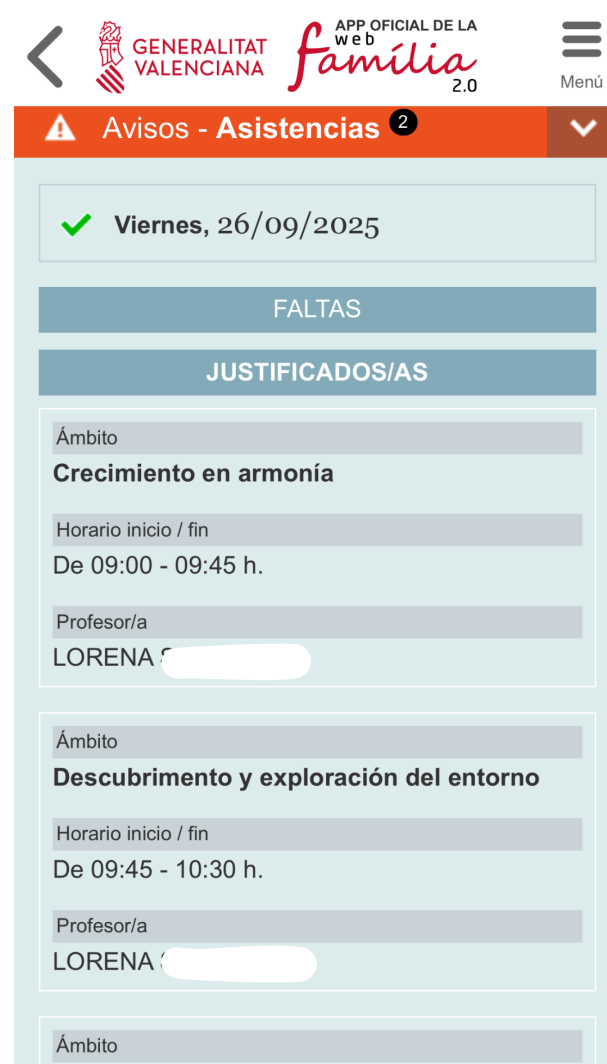 GENERALITAT
VALENCIANA
APP OFICIAL DE LA
web
família
2.0
Menú
Avisos - Asistencias 2
Viernes, 26/09/2025
FALTAS
JUSTIFICADOS/AS
Ámbito
Crecimiento en armonía
Horario inicio / fin
De 09:00 - 09:45 h.
Profesor/a
LORENA
Ámbito
Descubrimento y exploración del entorno
Horario inicio / fin
De 09:45 - 10:30 h.
Profesor/a
LORENA
Ámbito